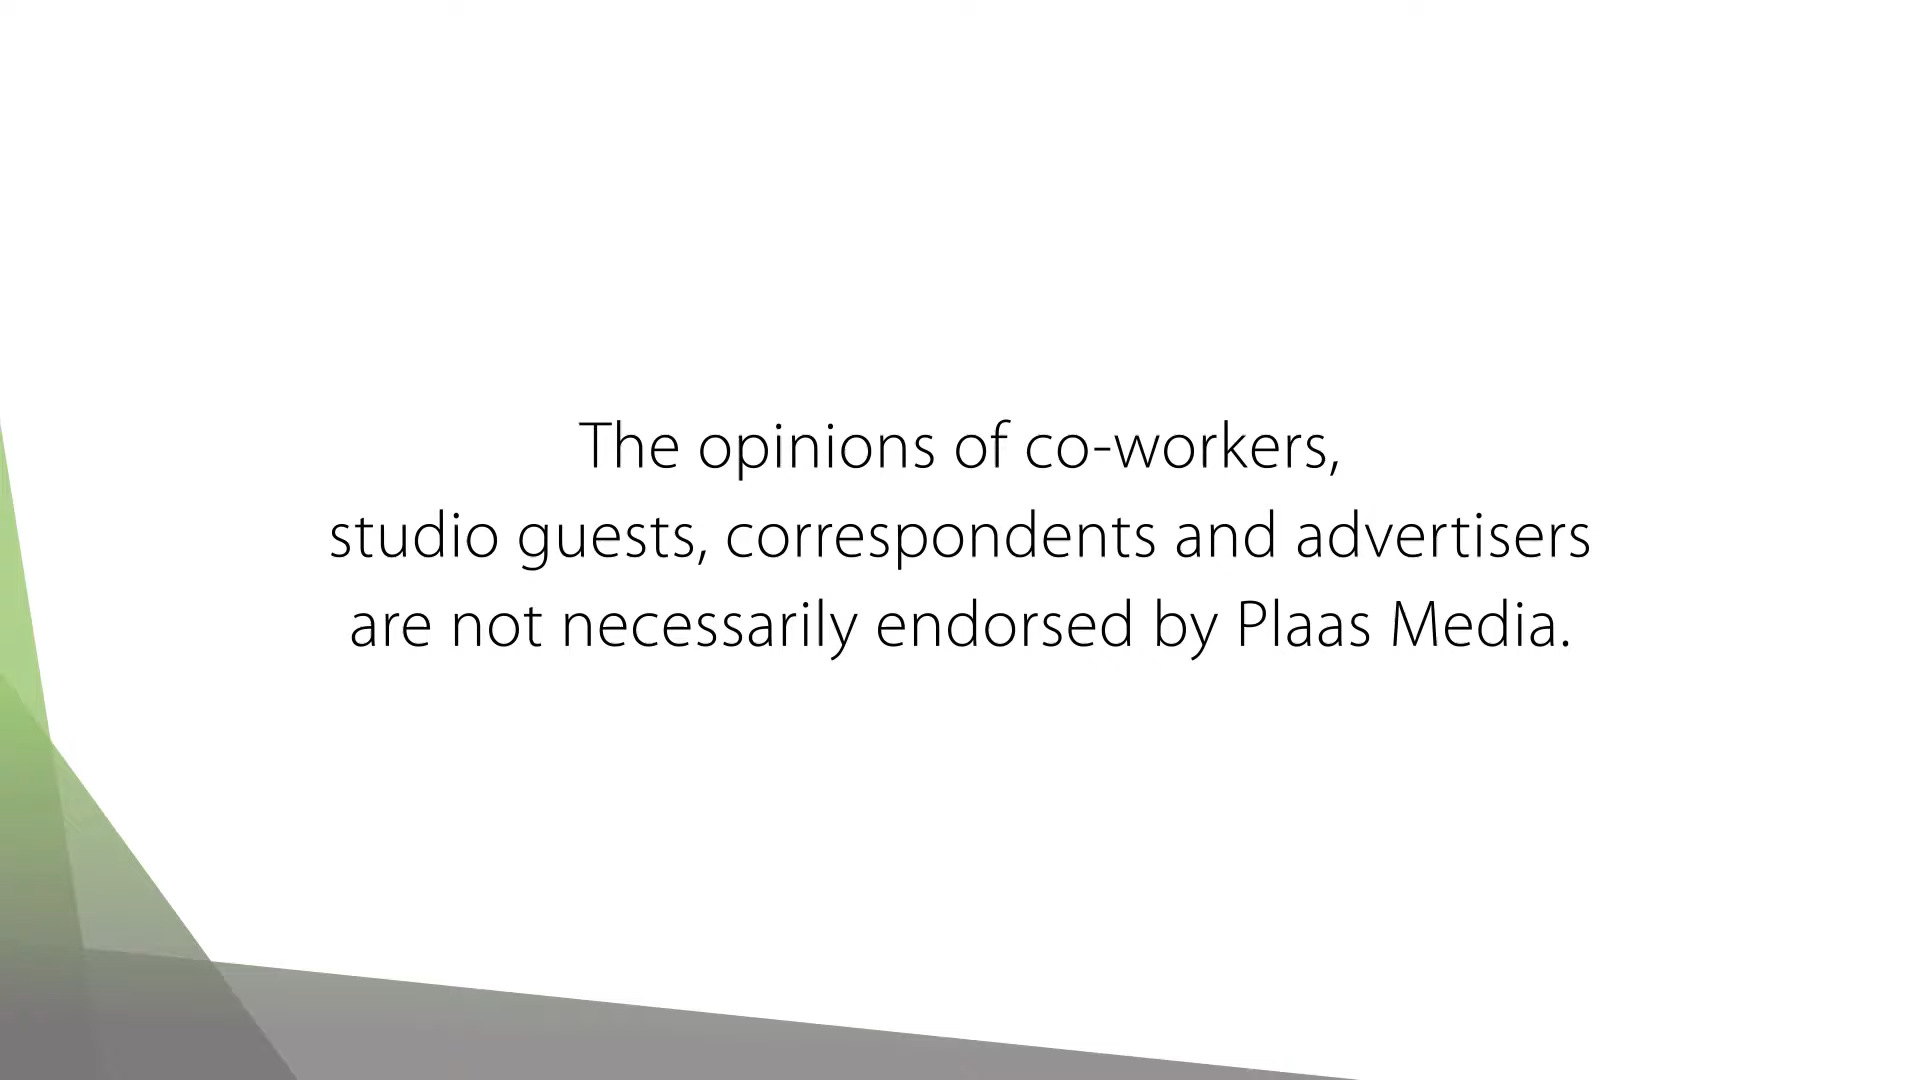 The opinions of co-workers,
studio guests, correspondents and advertisers
are not necessarily endorsed by Plaas Media.